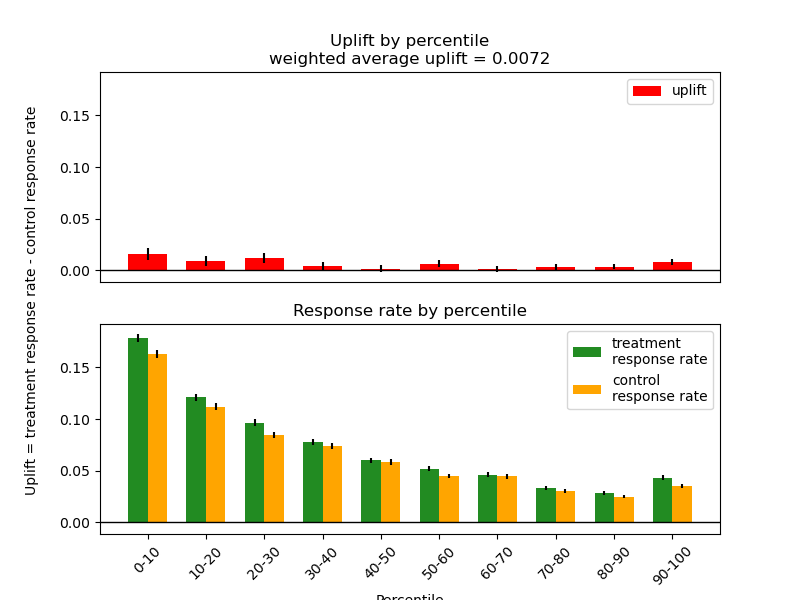 Uplift by percentile
weighted average uplift = 0.0072
uplift
0.15
0.10
0.05
0.00
Uplift = treatment response rate - control response rate
Response rate by percentile
treatment
response rate
control
response rate
0.15
0.10
0.05
0.00
0-10
10-20
20-30
30-40
40-50
50-60
60-70
70-80
80-90
90-100
Percentile